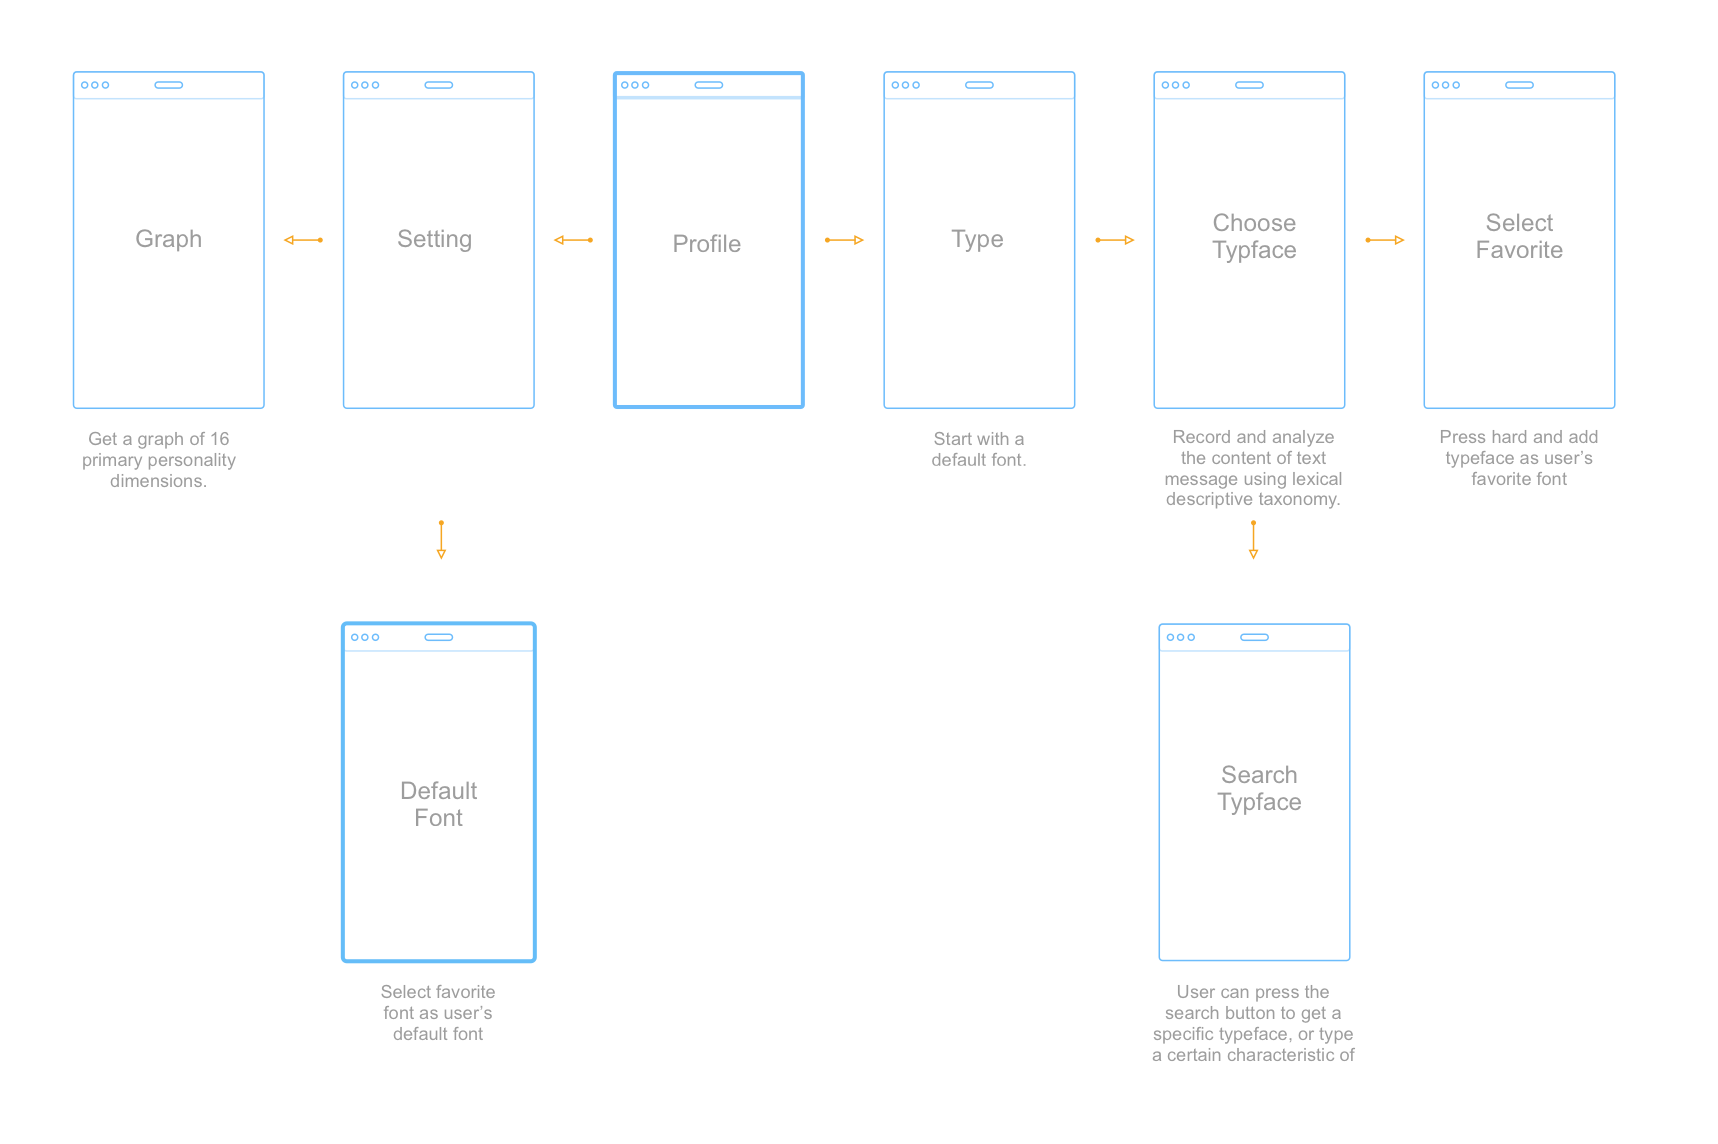 Graph
Setting
Profile
Type
Choose
Typface
Select
Favorite
Get a graph of 16
primary personality
dimensions.
Start with a
default font.
Record and analyze
the content of text
message using lexical
descriptive taxonomy.
Press hard and add
typeface as user’s
favorite font
Default
Font
Search
Typface
Select favorite
font as user’s
default font
User can press the
search button to get a
specific typeface, or type
a certain characteristic of